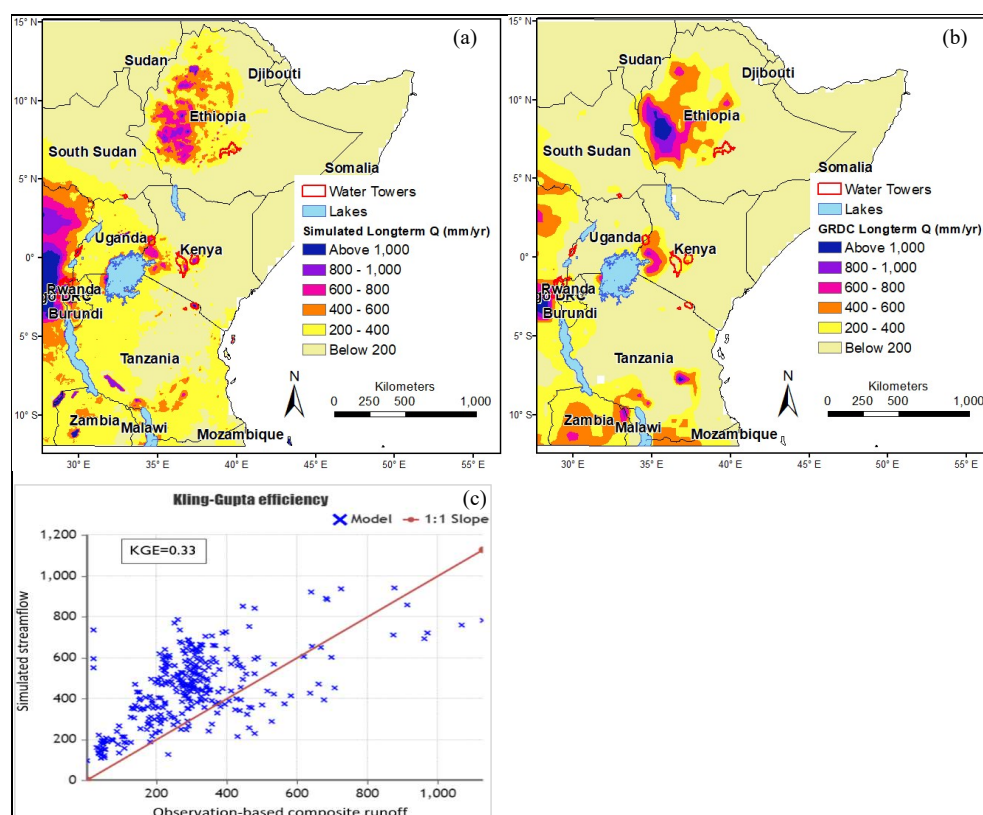 15° N
10° N
5° N
0°
5° S
10° S
(a)
Sudan
Djibouti
Ethiopia
South Sudan
Somalia
Uganda
Kenya
Rwanda
go DRC
Burundi
Tanzania
Zambia
Malawi
Mozambique
Water Towers
Lakes
Simulated Longterm Q (mm/yr)
Above 1,000
800 - 1,000
600 - 800
400 - 600
200 - 400
Below 200
N
Kilometers
0 250 500 1,000
30° E 35° E 40° E 45° E 50° E 55° E
15° N
10° N
5° N
0°
5° S
10° S
(b)
Sudan
Djibouti
Ethiopia
South Sudan
Somalia
Uganda
Kenya
Rwanda
go DRC
Burundi
Tanzania
Zambia
Malawi
Mozambique
Water Towers
Lakes
GRDC Longterm Q (mm/yr)
Above 1,000
800 - 1,000
600 - 800
400 - 600
200 - 400
Below 200
N
Kilometers
0 250 500 1,000
30° E 35° E 40° E 45° E 50° E 55° E
Kling-Gupta efficiency
(c)
Model 1:1 Slope
KGE=0.33
Simulated streamflow
1,200
1,000
800
600
400
200
0
200 400 600 800 1,000
Observation-based composite runoff